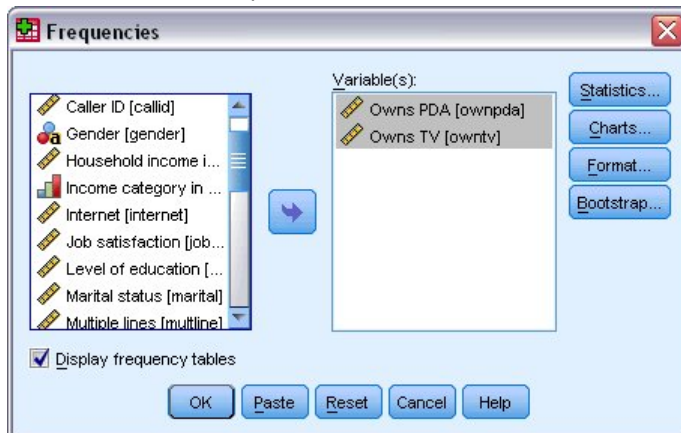 Frequencies
Variable(s):
Caller ID [callid]
Gender [gender]
Household income i...
Income category in ...
Internet [internet]
Job satisfaction [job...
Level of education [...
Marital status [marital]
Multiple lines [multline]
Owns PDA [ownpda]
Owns TV [owntv]
Statistics...
Charts...
Format...
Bootstrap...
Display frequency tables
OK
Paste
Reset
Cancel
Help